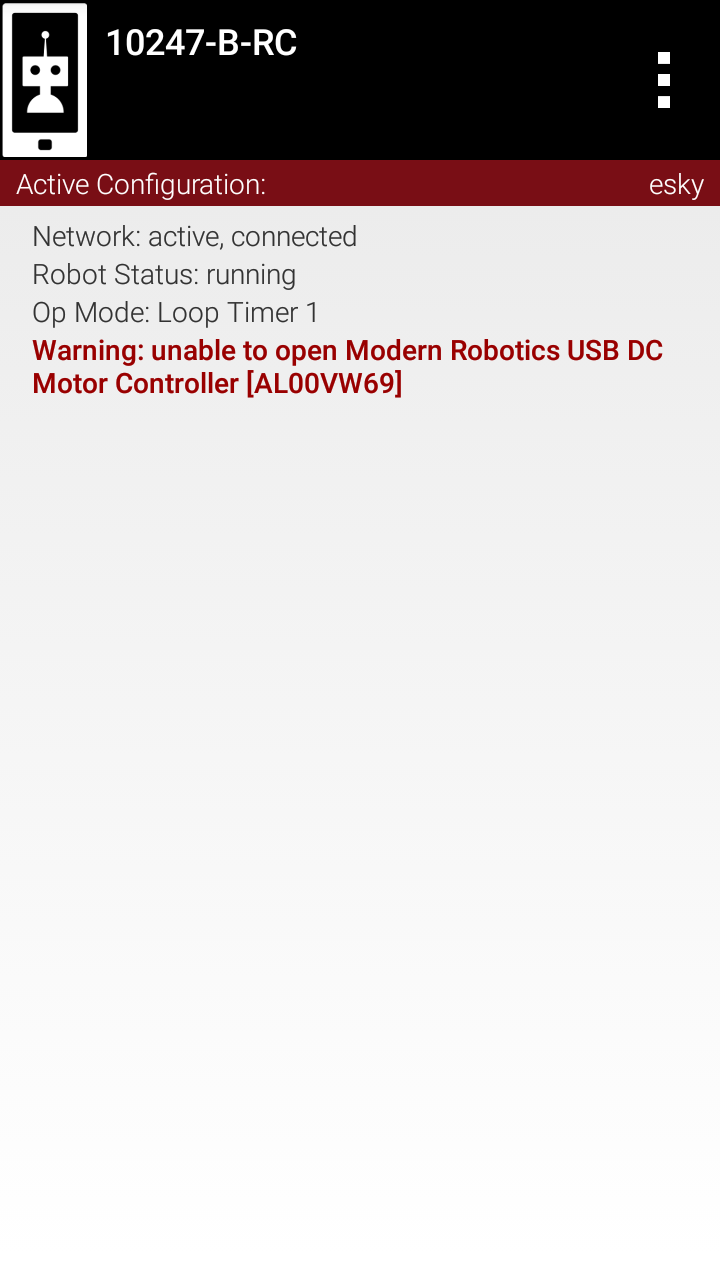 10247-B-RC
Active Configuration: esky
Network: active, connected
Robot Status: running
Op Mode: Loop Timer 1
Warning: unable to open Modern Robotics USB DC
Motor Controller [AL00VW69]